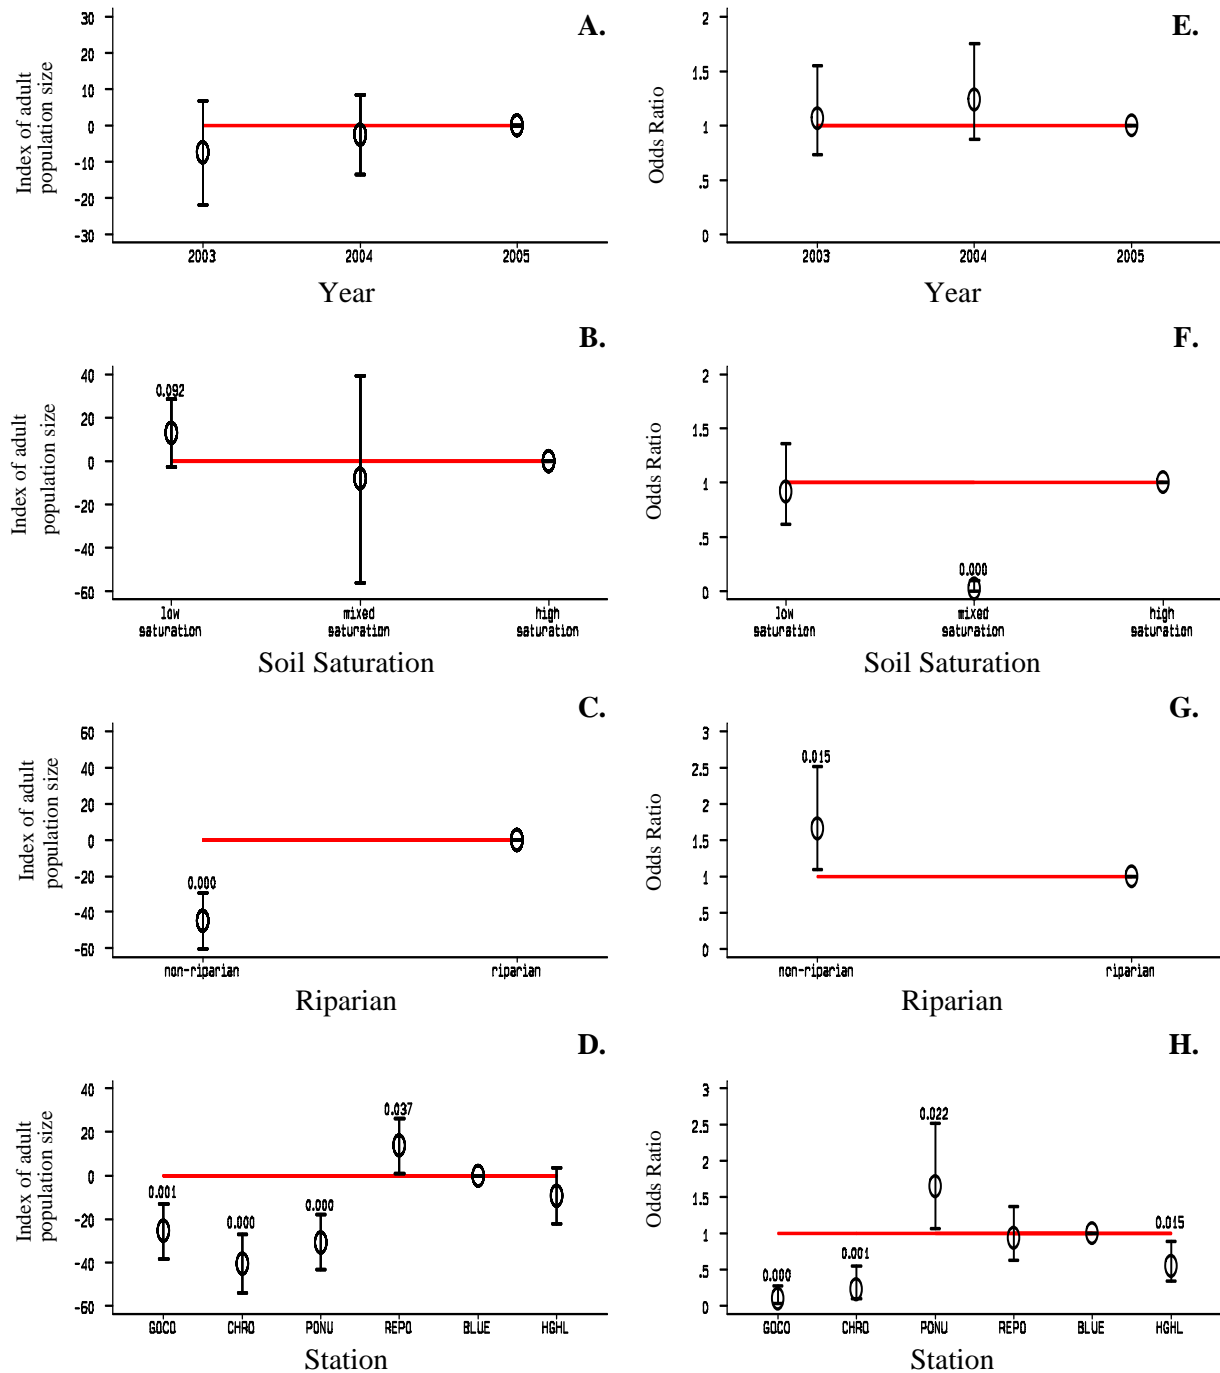 A.
Index of adult
population size
30
20
10
0
-10
-20
-30
2003
2004
2005
Year
E.
Odds Ratio
2
1.5
1
.5
0
2003
2004
2005
Year
B.
Index of adult
population size
40
20
0
-20
-40
-60
0.092
low
saturation
mixed
saturation
high
saturation
Soil Saturation
F.
Odds Ratio
2
1.5
1
.5
0
0.000
low
saturation
mixed
saturation
high
saturation
Soil Saturation
C.
Index of adult
population size
60
40
20
0
-20
-40
-60
0.000
non-riparian
riparian
Riparian
G.
Odds Ratio
3
2.5
2
1.5
1
.5
0
0.015
non-riparian
riparian
Riparian
D.
Index of adult
population size
40
20
0
-20
-40
-60
0.001
0.000
0.000
0.037
GOCO
CHRO
PONU
REPO
BLUE
HGHL
Station
H.
Odds Ratio
3
2.5
2
1.5
1
.5
0
0.000
0.001
0.022
0.015
GOCO
CHRO
PONU
REPO
BLUE
HGHL
Station